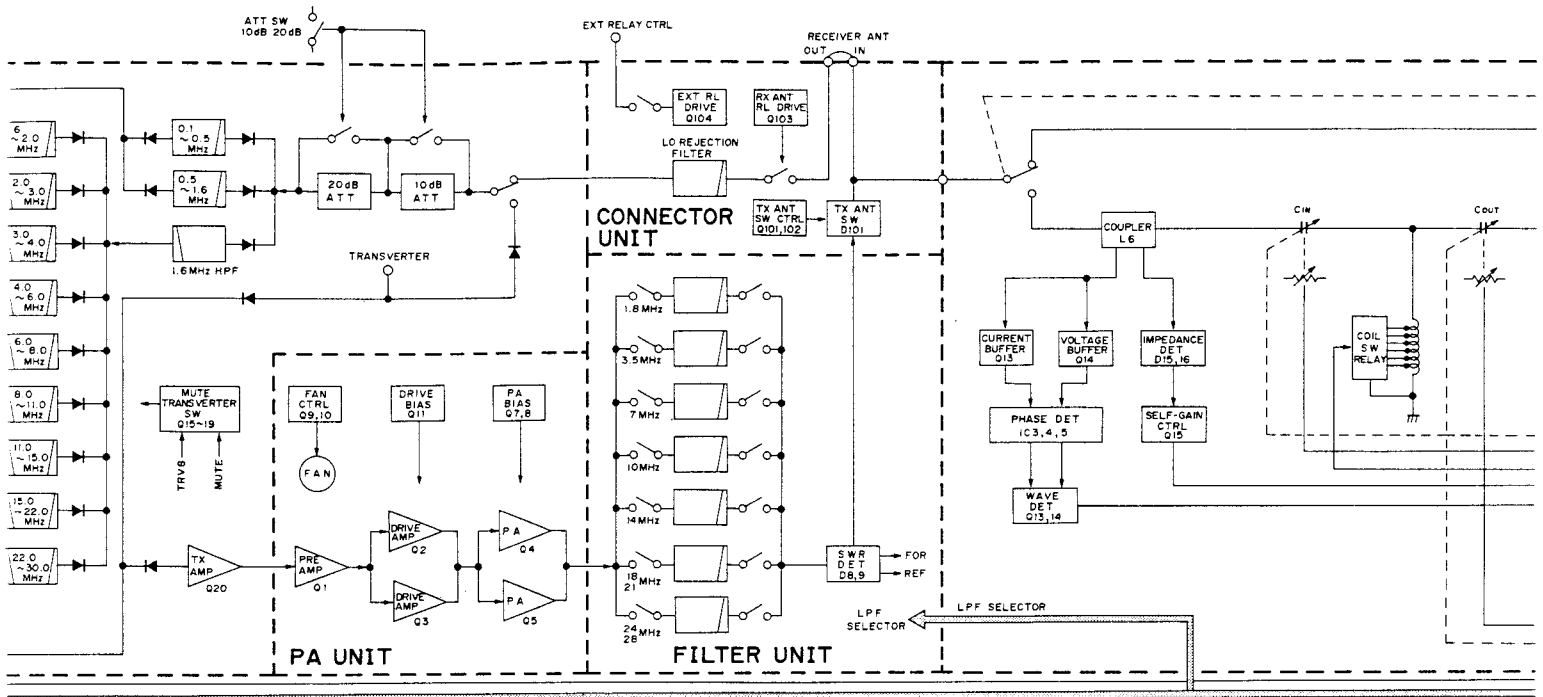 ATT SW
10dB 20dB
EXT RELAY CTRL
RECEIVER ANT
OUT IN
6
~2.0
MHz
2.0
~3.0
MHz
3.0
~4.0
MHz
4.0
~6.0
MHz
6.0
~8.0
MHz
8.0
~11.0
MHz
11.0
~15.0
MHz
15.0
~22.0
MHz
22.0
~30.0
MHz
0.1
~0.5
MHz
0.5
~1.6
MHz
1.6MHz HPF
20dB
ATT
10dB
ATT
TRANSVERTER
MUTE
TRANSVERTER
SW
Q15~19
TRV8
MUTE
TX
AMP
Q20
FAN
CTRL
Q9,10
FAN
DRIVE
BIAS
Q11
PA
BIAS
Q7,8
PRE
AMP
Q1
DRIVE
AMP
Q2
DRIVE
AMP
Q3
PA
Q4
PA
Q5
PA UNIT
EXT RL
DRIVE
Q104
RX ANT
RL DRIVE
Q103
LO REJECTION
FILTER
CONNECTOR
UNIT
TX ANT
SW CTRL
Q101,102
TX ANT
SW
D101
1.8MHz
3.5MHz
7MHz
10MHz
14MHz
18
21 MHz
24
28 MHz
SWR
DET
D8,9
FOR
REF
LPF
SELECTOR
LPF SELECTOR
FILTER UNIT
COUPLER
L6
CURRENT
BUFFER
Q13
VOLTAGE
BUFFER
Q14
IMPEDANCE
DET
D15,16
PHASE DET
IC3,4,5
SELF-GAIN
CTRL
Q15
WAVE
DET
Q13,14
CIN
COUT
COIL
SW
RELAY